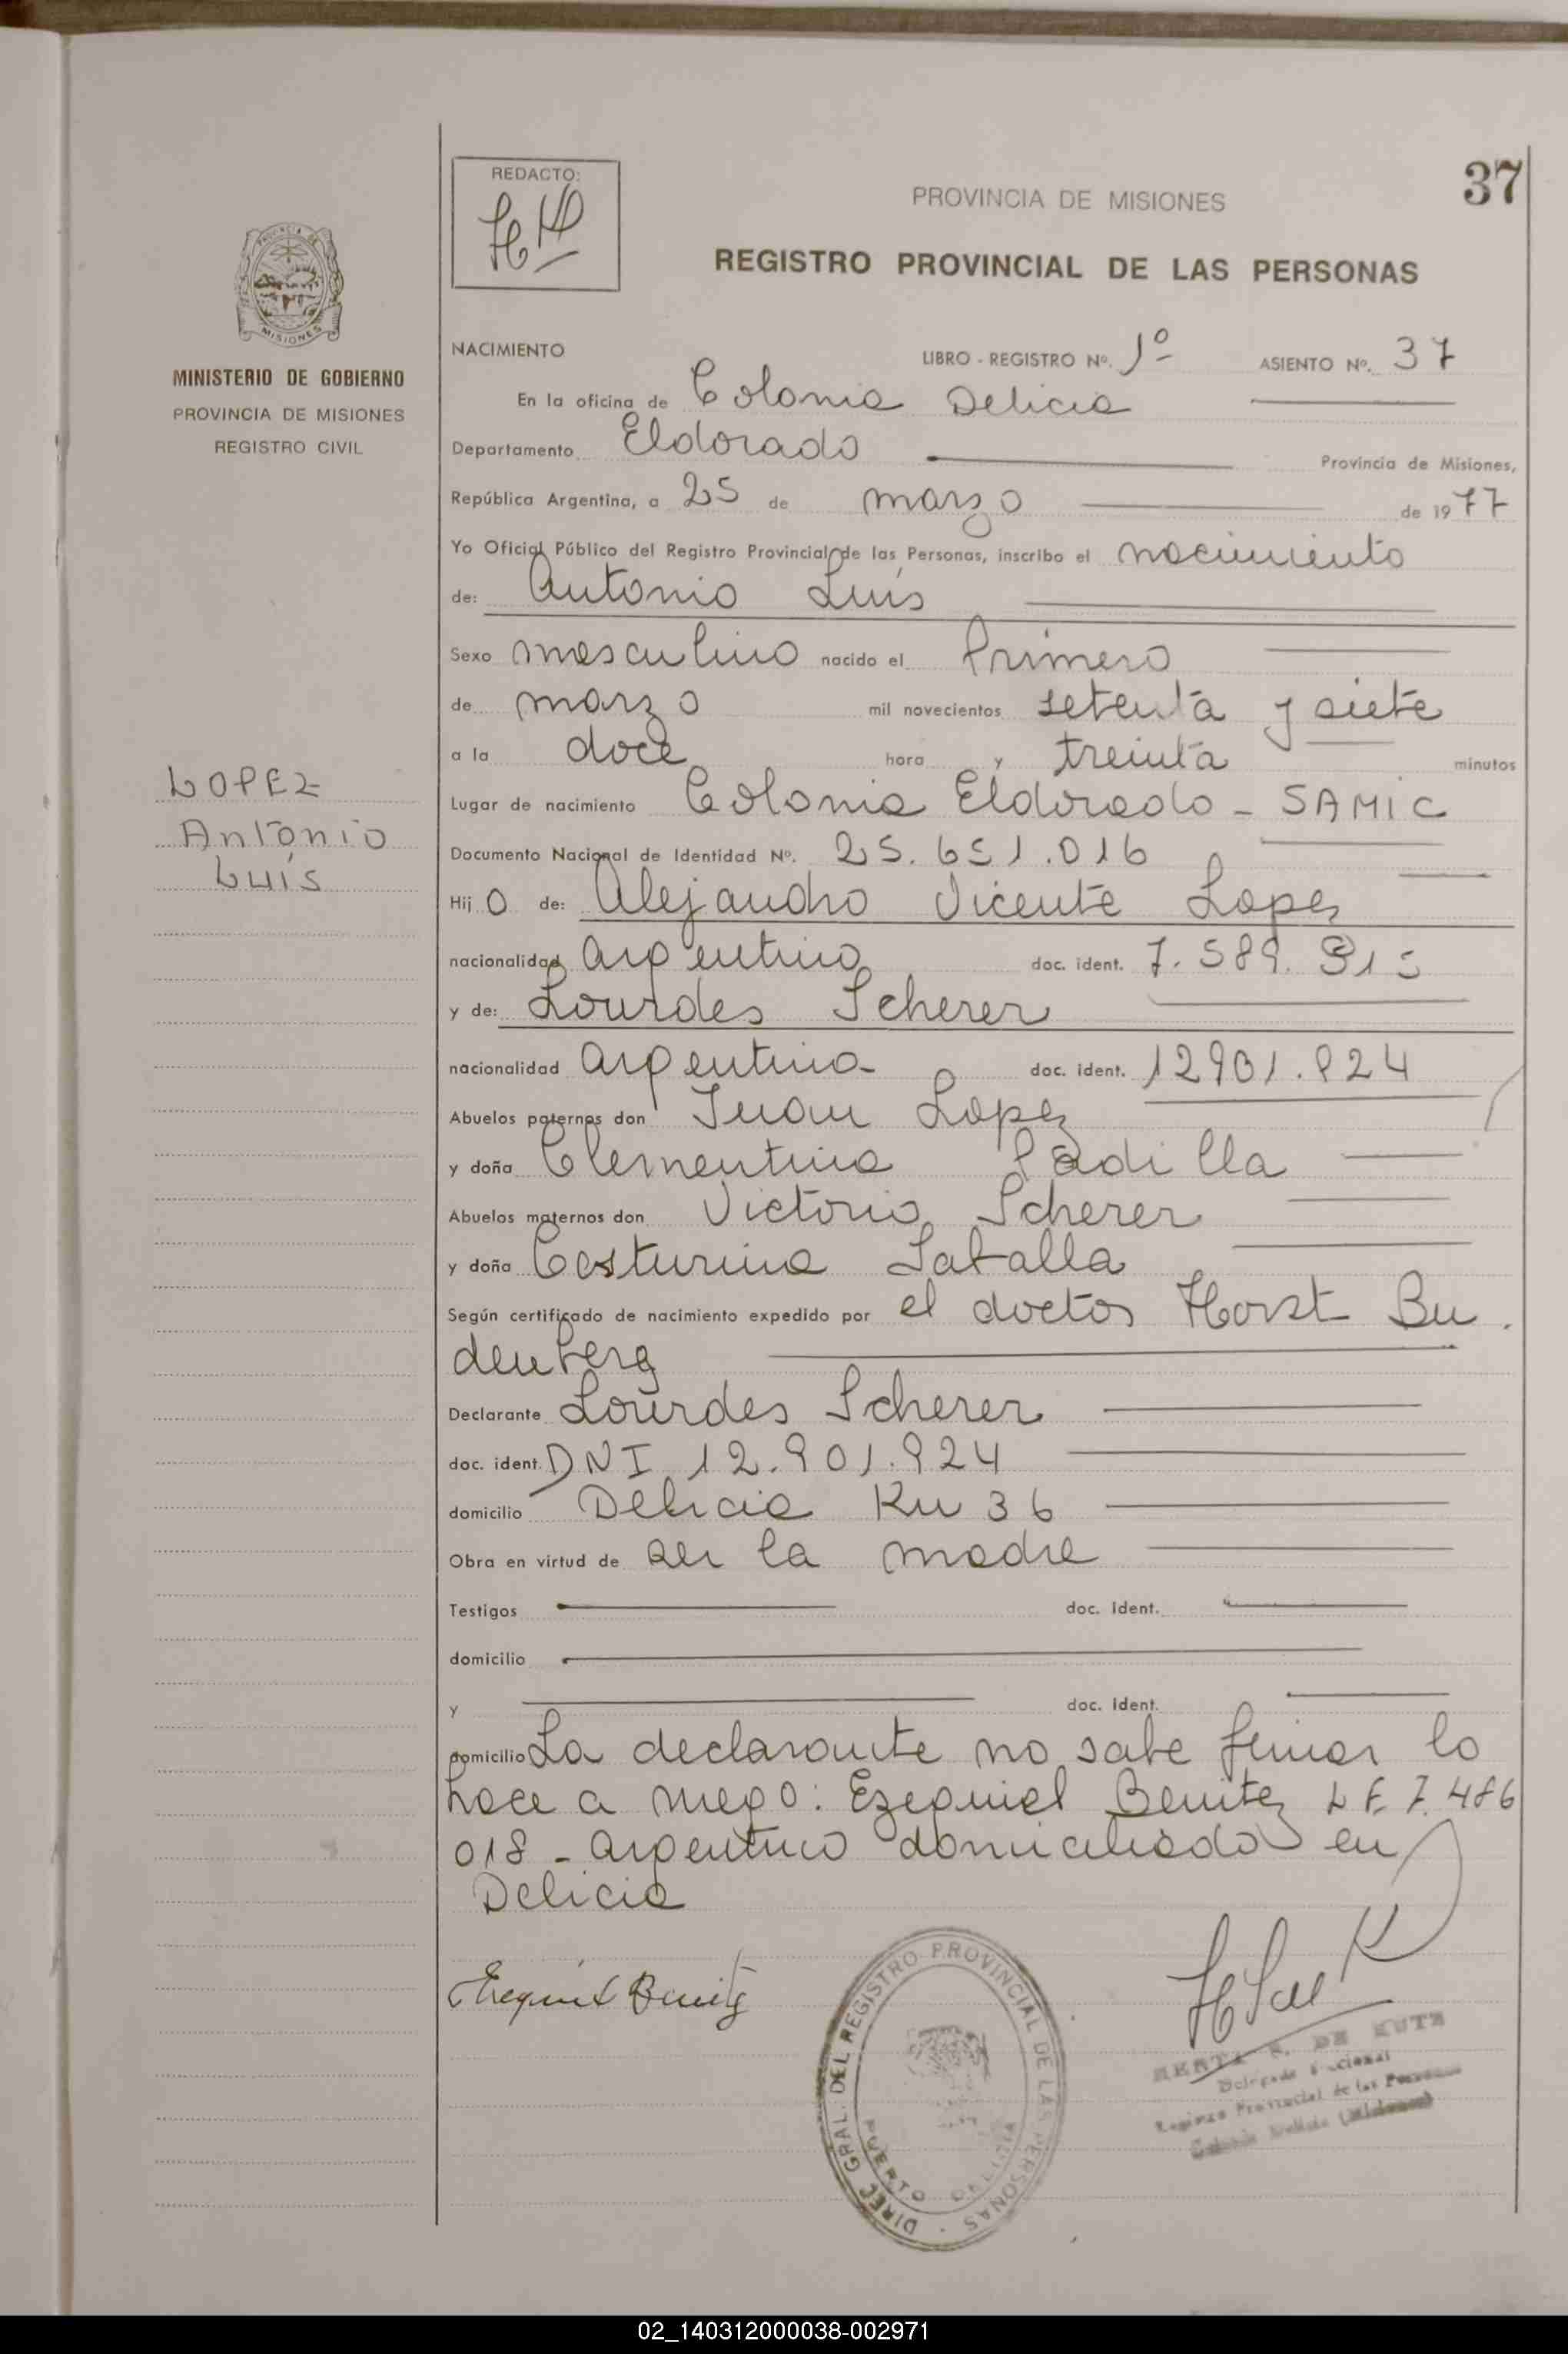 37
REDACTO:
PROVINCIA DE MISIONES
REGISTRO PROVINCIAL DE LAS PERSONAS
PROVINCIA DE
MISIONES
MINISTERIO DE GOBIERNO
PROVINCIA DE MISIONES
REGISTRO CIVIL
LOPEZ
Antonio
Luís
NACIMIENTO LIBRO - REGISTRO Nº. 1º ASIENTO Nº. 37
En la oficina de Colonia Delicia
Departamento Eldorado Provincia de Misiones,
República Argentina, a 25 de marzo de 1977
Yo Oficial Público del Registro Provincial de las Personas, inscribo el nacimiento
de: Antonio Luís
Sexo masculino nacido el Primero
de marzo mil novecientos setenta y siete
a la doce hora y treinta minutos
Lugar de nacimiento Colonia Eldorado - SAMIC
Documento Nacional de Identidad Nº. 25.651.016
Hijo de: Alejandro Vicente Lopez
nacionalidad Argentino doc. ident. 7.589.
y de: Lourdes Scherer
nacionalidad Argentina doc. ident. 12901.924
Abuelos paternos don Juan Lopez
y doña Clementina Padilla
Abuelos maternos don Victorio Scherer
y doña
Según certificado de nacimiento expedido por el doctor Horst Bu
denberg
Declarante Lourdes Scherer
doc. ident. DNI 12.901.924
domicilio Delicia Km 36
Obra en virtud de ser la madre
Testigos doc. ident.
domicilio
y doc. ident.
domicilio La declarante no sabe firmar lo
hace a ruego: Ezequiel Benitez L E. 7.486
018 - Argentino domiciliado en
Delicia
Ezequiel Benitez
DIREC GRAL. DEL REGISTRO PROVINCIAL DE LAS PERSONAS
PUERTO DELICIA
DE KUTZ
Registro Provincial de las Personas
02_140312000038-002971